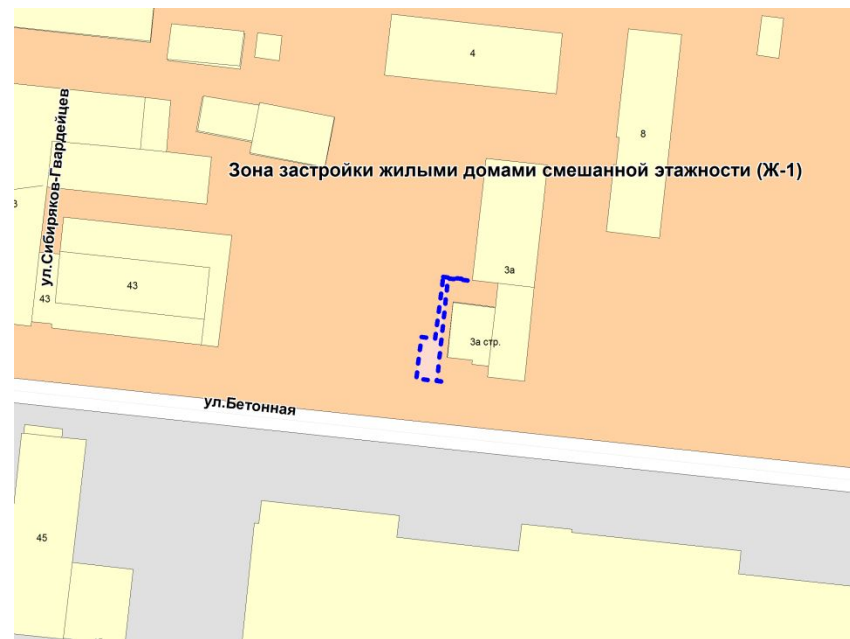 4
8
Зона застройки жилыми домами смешанной этажности (Ж-1)
ул.Сибиряков-Гвардейцев
3а
43
43
3а стр.
ул.Бетонная
45